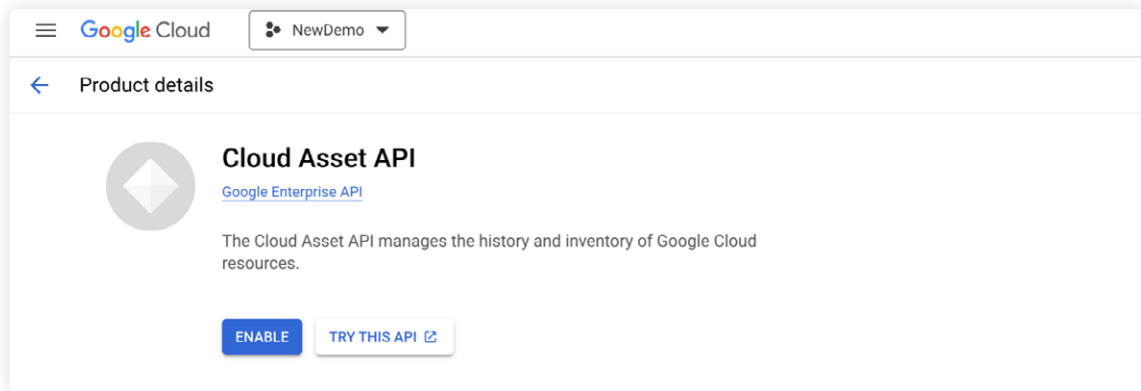 Google Cloud
NewDemo
Product details
Cloud Asset API
Google Enterprise API
The Cloud Asset API manages the history and inventory of Google Cloud
resources.
ENABLE
TRY THIS API